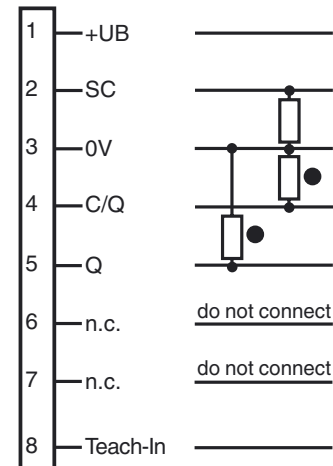 1 +UB
2 SC
3 0V
4 C/Q
5 Q
6 n.c. do not connect
7 n.c. do not connect
8 Teach-In